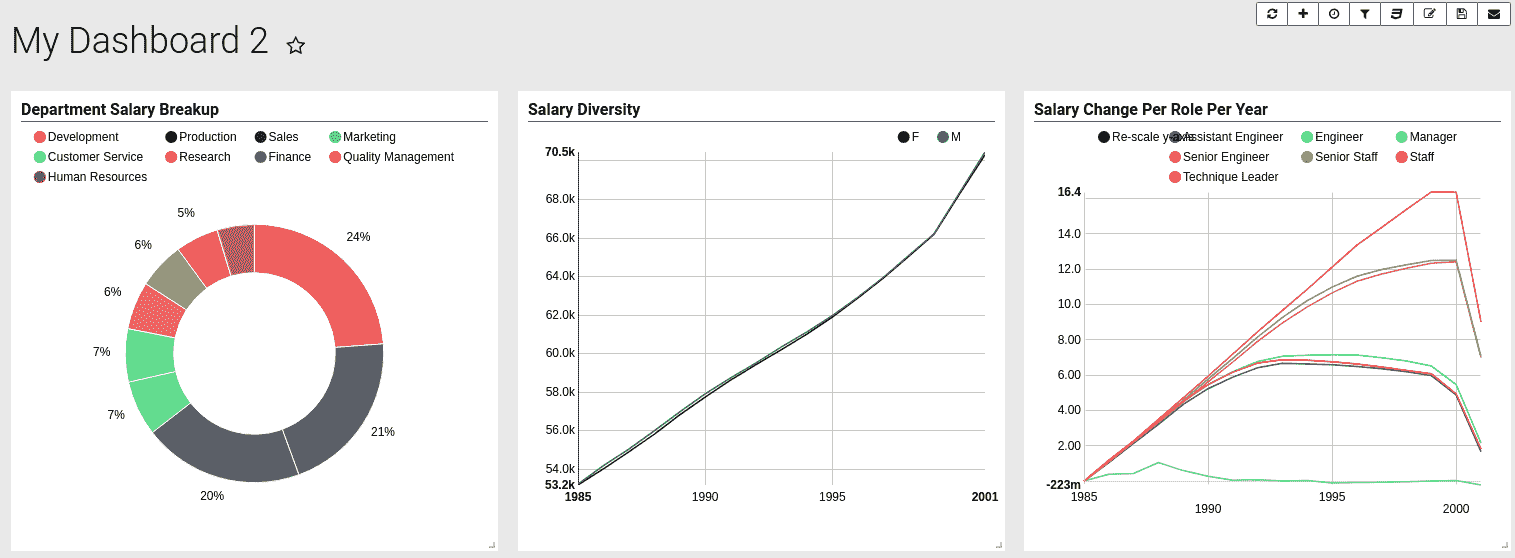 My Dashboard 2
Department Salary Breakup
Development Production Sales Marketing
Customer Service Research Finance Quality Management
Human Resources
5%
24%
6%
6%
7%
7%
21%
20%
Salary Diversity
F M
70.5k
68.0k
66.0k
64.0k
62.0k
60.0k
58.0k
56.0k
54.0k
53.2k
1985 1990 1995 2001
Salary Change Per Role Per Year
Re-scale y-axis Assistant Engineer Engineer Manager
Senior Engineer Senior Staff Staff
Technique Leader
16.4
14.0
12.0
10.0
8.00
6.00
4.00
2.00
-223m
1985 1995
1990 2000